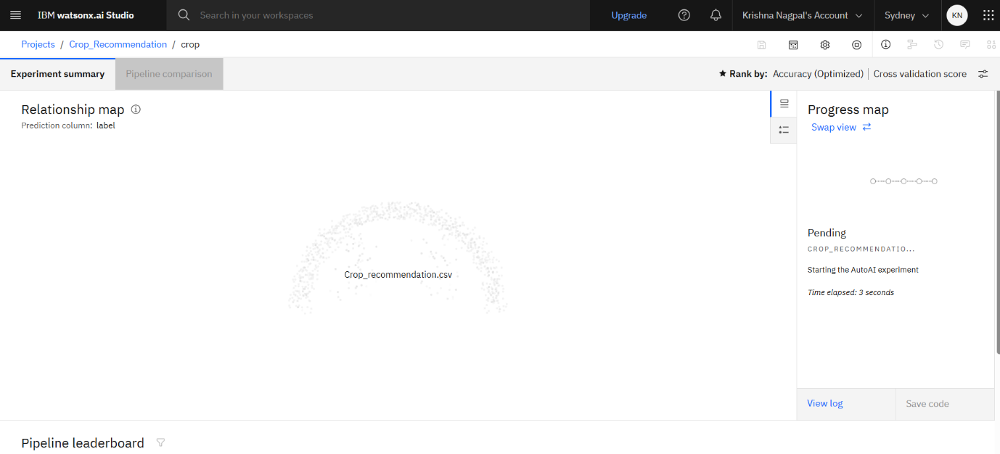 IBM watsonx.ai Studio
Search in your workspaces
Upgrade
Krishna Nagpal's Account
Sydney
KN
Projects / Crop_Recommendation / crop
Experiment summary
Pipeline comparison
Rank by: Accuracy (Optimized) | Cross validation score
Relationship map
Prediction column: label
Crop_recommendation.csv
Progress map
Swap view
Pending
CROP_RECOMMENDATIO...
Starting the AutoAI experiment
Time elapsed: 3 seconds
View log
Save code
Pipeline leaderboard